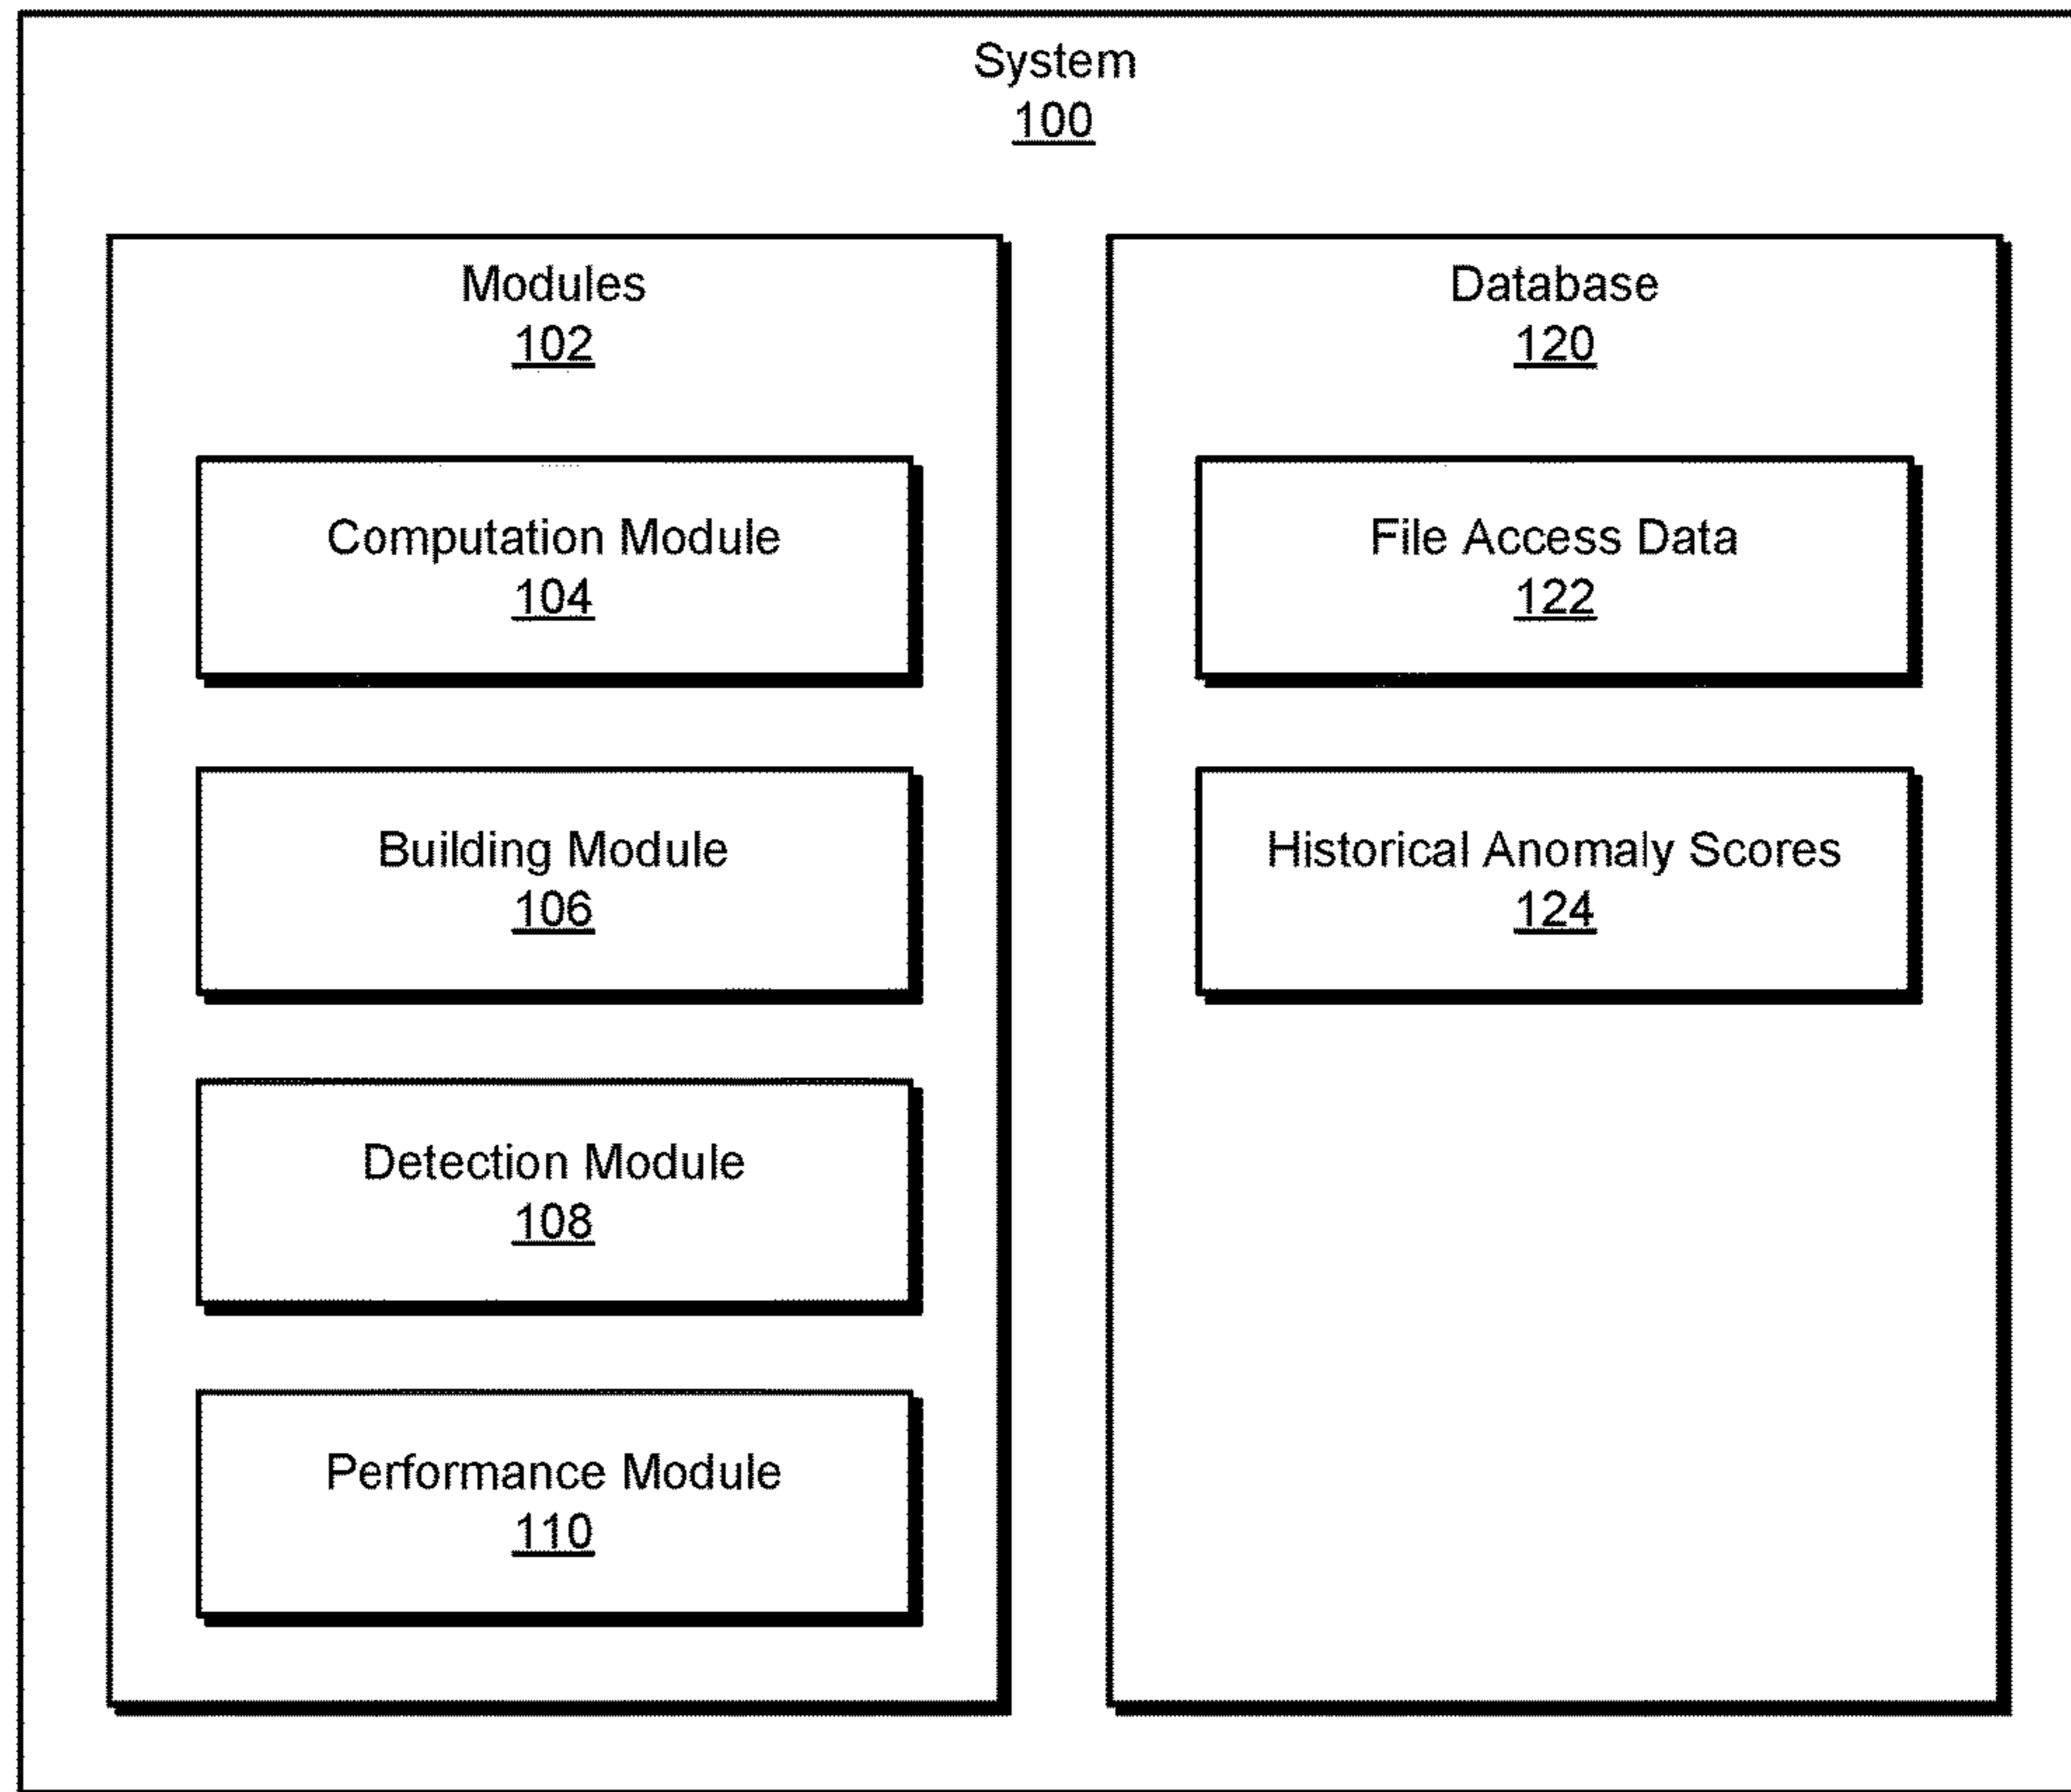 System
100
Modules
102
Computation Module
104
Building Module
106
Detection Module
108
Performance Module
110
Database
120
File Access Data
122
Historical Anomaly Scores
124